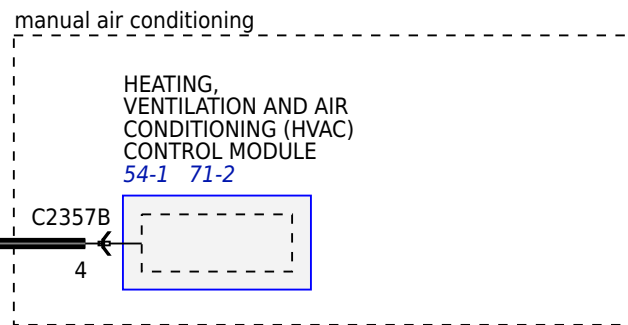 manual air conditioning
HEATING,
VENTILATION AND AIR
CONDITIONING (HVAC)
CONTROL MODULE
54-1 71-2
C2357B
4